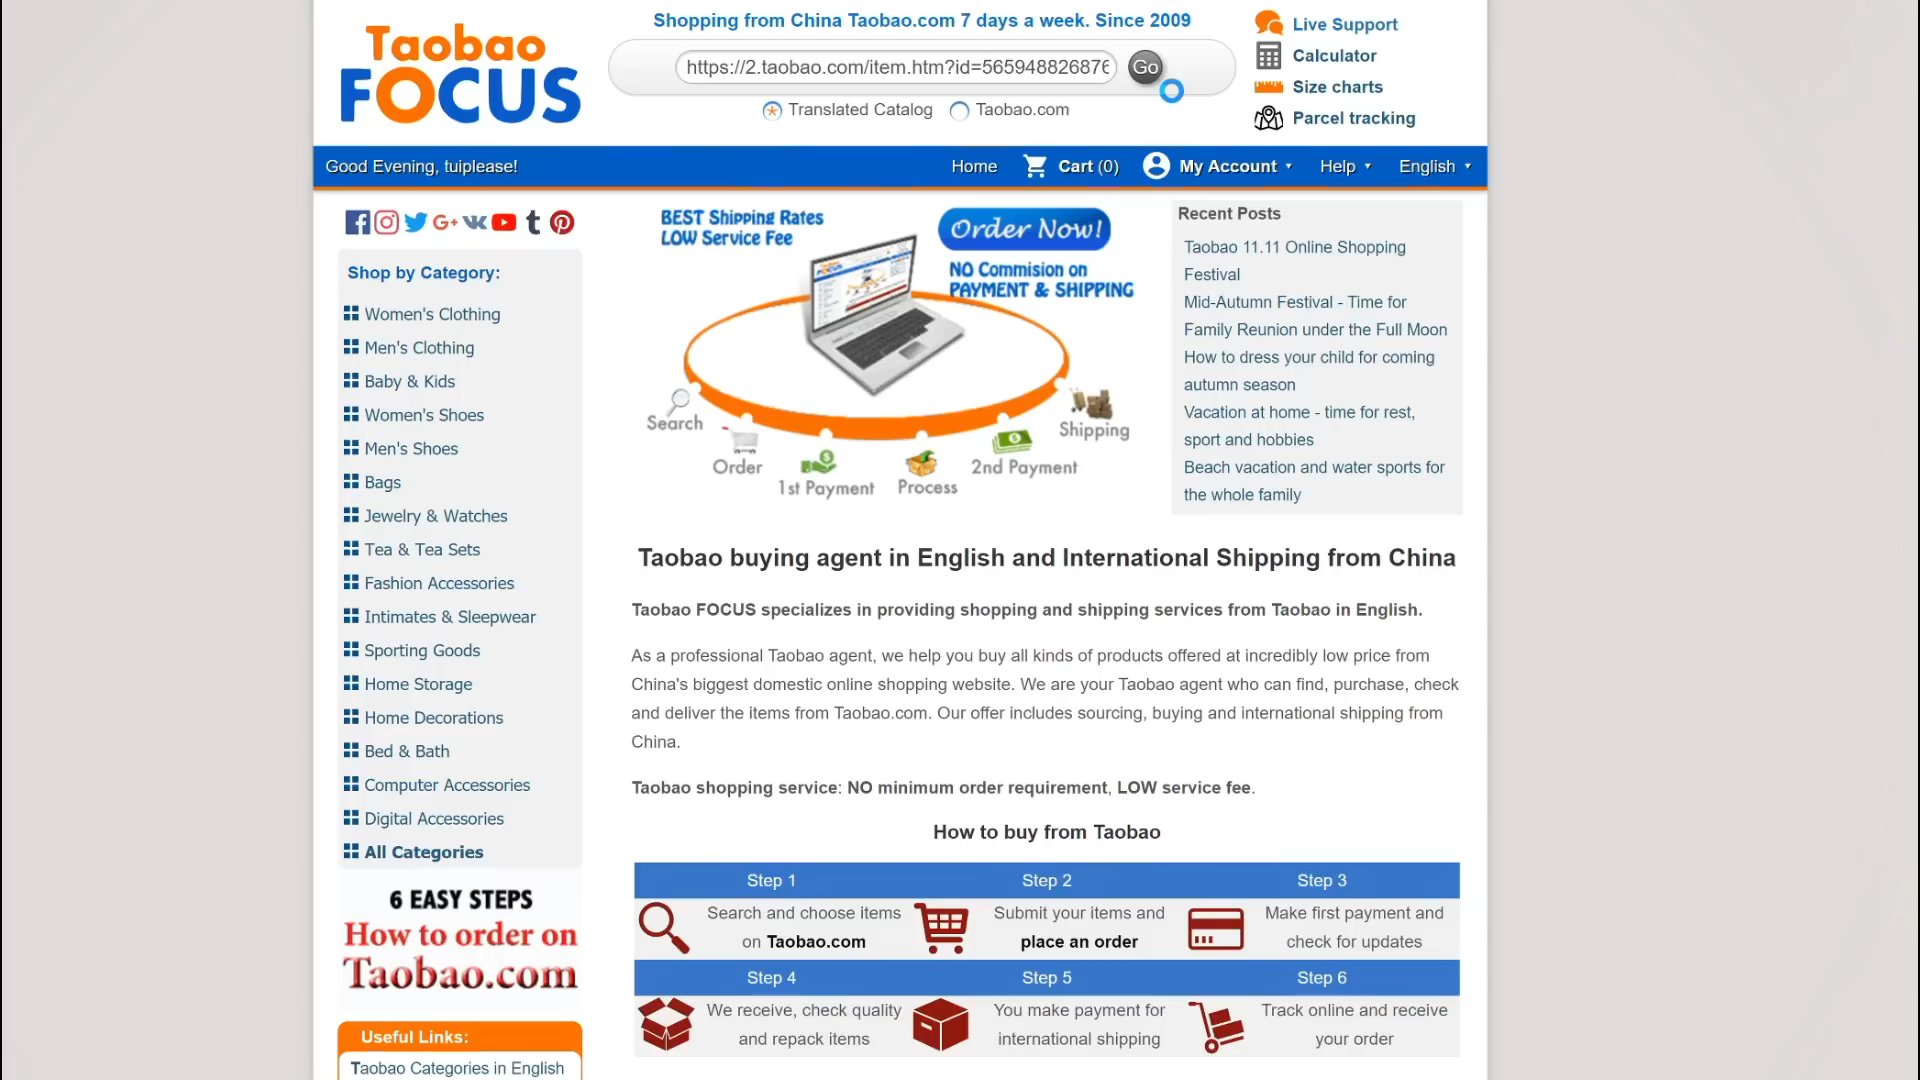 Taobao
FOCUS
Shopping from China Taobao.com 7 days a week. Since 2009
https://2.taobao.com/item.htm?id=565948826876
Go
Translated Catalog
Taobao.com
Live Support
Calculator
Size charts
Parcel tracking
Good Evening, tuiplease!
Home
Cart (0)
My Account
Help
English
Shop by Category:
Women's Clothing
Men's Clothing
Baby & Kids
Women's Shoes
Men's Shoes
Bags
Jewelry & Watches
Tea & Tea Sets
Fashion Accessories
Intimates & Sleepwear
Sporting Goods
Home Storage
Home Decorations
Bed & Bath
Computer Accessories
Digital Accessories
All Categories
6 EASY STEPS
How to order on
Taobao.com
Useful Links:
Taobao Categories in English
BEST Shipping Rates
LOW Service Fee
Order Now!
NO Commision on
PAYMENT & SHIPPING
Search
Order
1st Payment
Process
2nd Payment
Shipping
Recent Posts
Taobao 11.11 Online Shopping
Festival
Mid-Autumn Festival - Time for
Family Reunion under the Full Moon
How to dress your child for coming
autumn season
Vacation at home - time for rest,
sport and hobbies
Beach vacation and water sports for
the whole family
Taobao buying agent in English and International Shipping from China
Taobao FOCUS specializes in providing shopping and shipping services from Taobao in English.
As a professional Taobao agent, we help you buy all kinds of products offered at incredibly low price from
China's biggest domestic online shopping website. We are your Taobao agent who can find, purchase, check
and deliver the items from Taobao.com. Our offer includes sourcing, buying and international shipping from
China.
Taobao shopping service: NO minimum order requirement, LOW service fee.
How to buy from Taobao
Step 1
Step 2
Step 3
Search and choose items
on Taobao.com
Submit your items and
place an order
Make first payment and
check for updates
Step 4
Step 5
Step 6
We receive, check quality
and repack items
You make payment for
international shipping
Track online and receive
your order